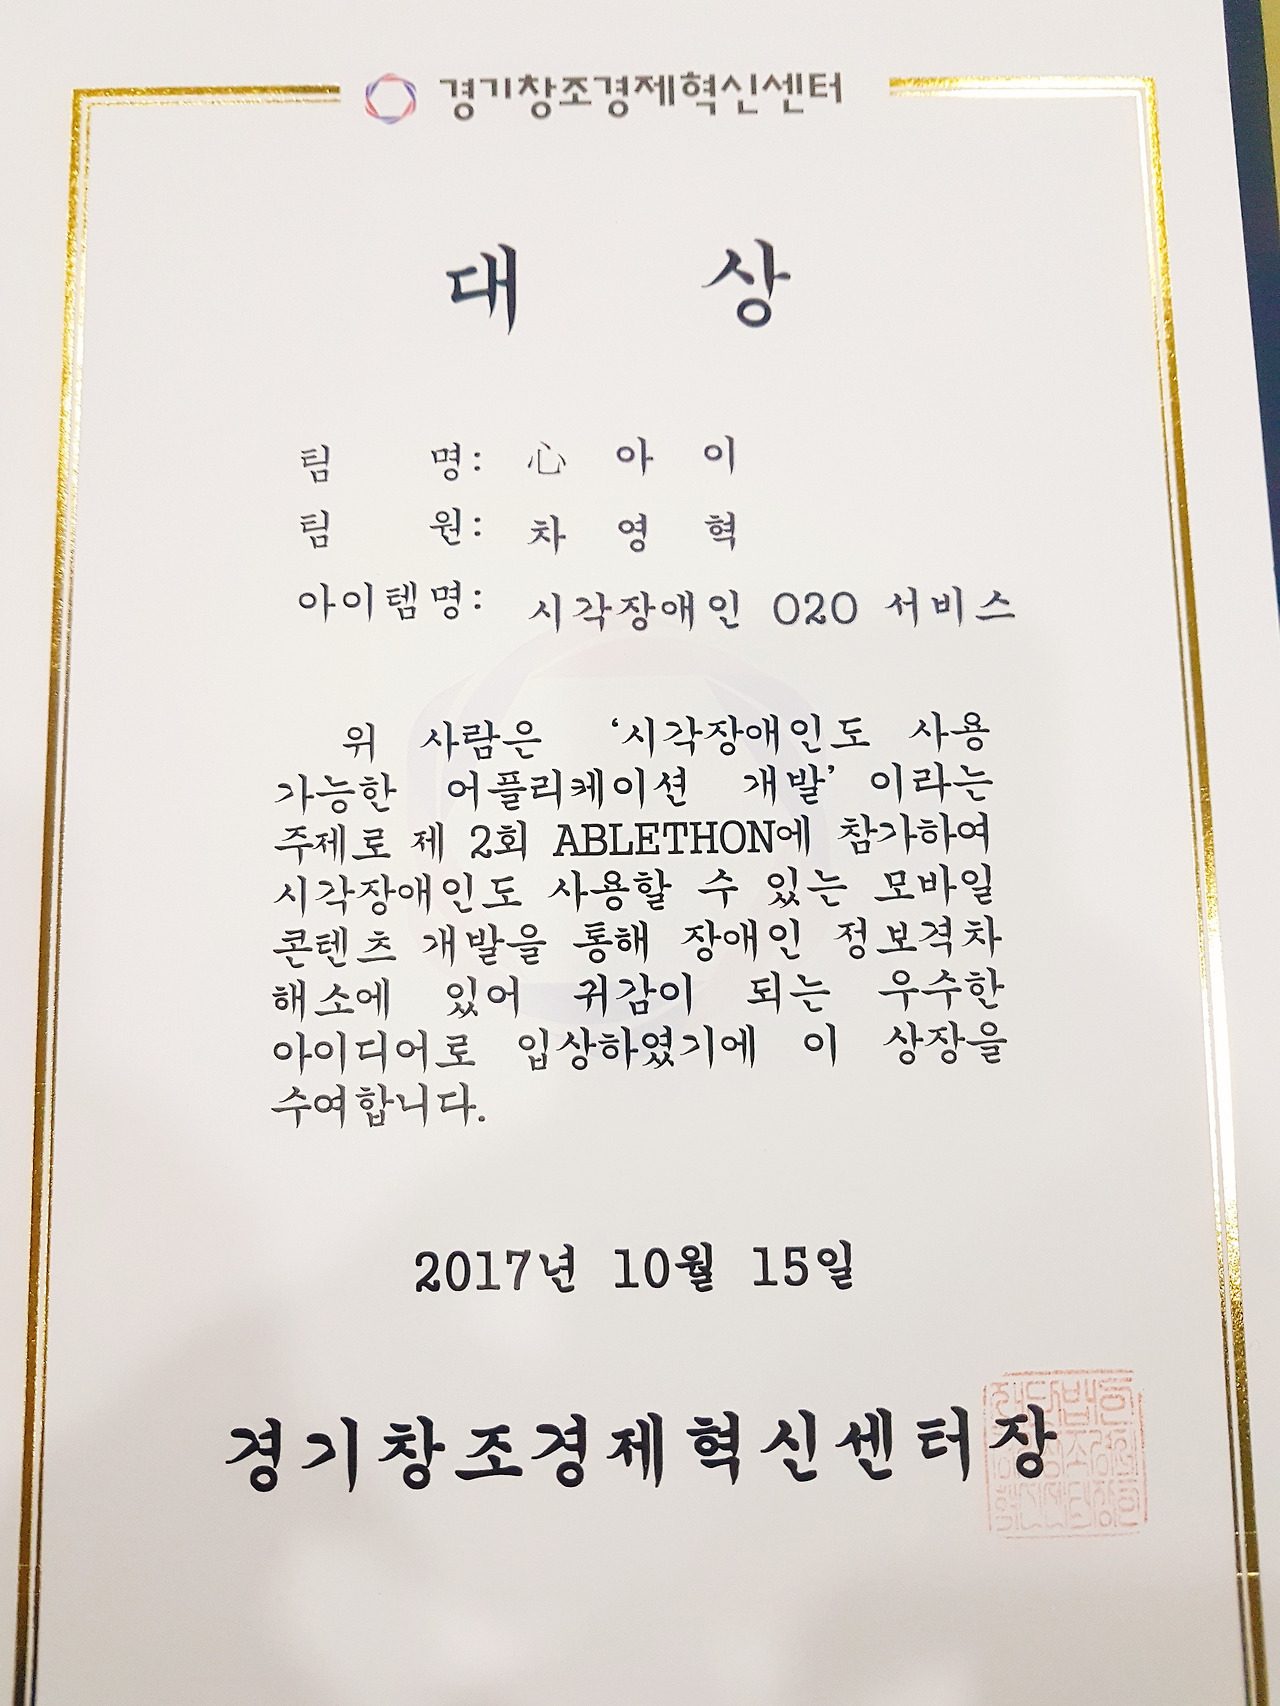 경기창조경제혁신센터
대 상
팀 명: 心 아 이
팀 원: 차 영 혁
아이템명: 시각장애인 O2O 서비스
위 사람은 ‘시각장애인도 사용
가능한 어플리케이션 개발’ 이라는
주제로 제 2회 ABLETHON에 참가하여
시각장애인도 사용할 수 있는 모바일
콘텐츠 개발을 통해 장애인 정보격차
해소에 있어 귀감이 되는 우수한
아이디어로 입상하였기에 이 상장을
수여합니다.
2017년 10월 15일
경기창조경제혁신센터장